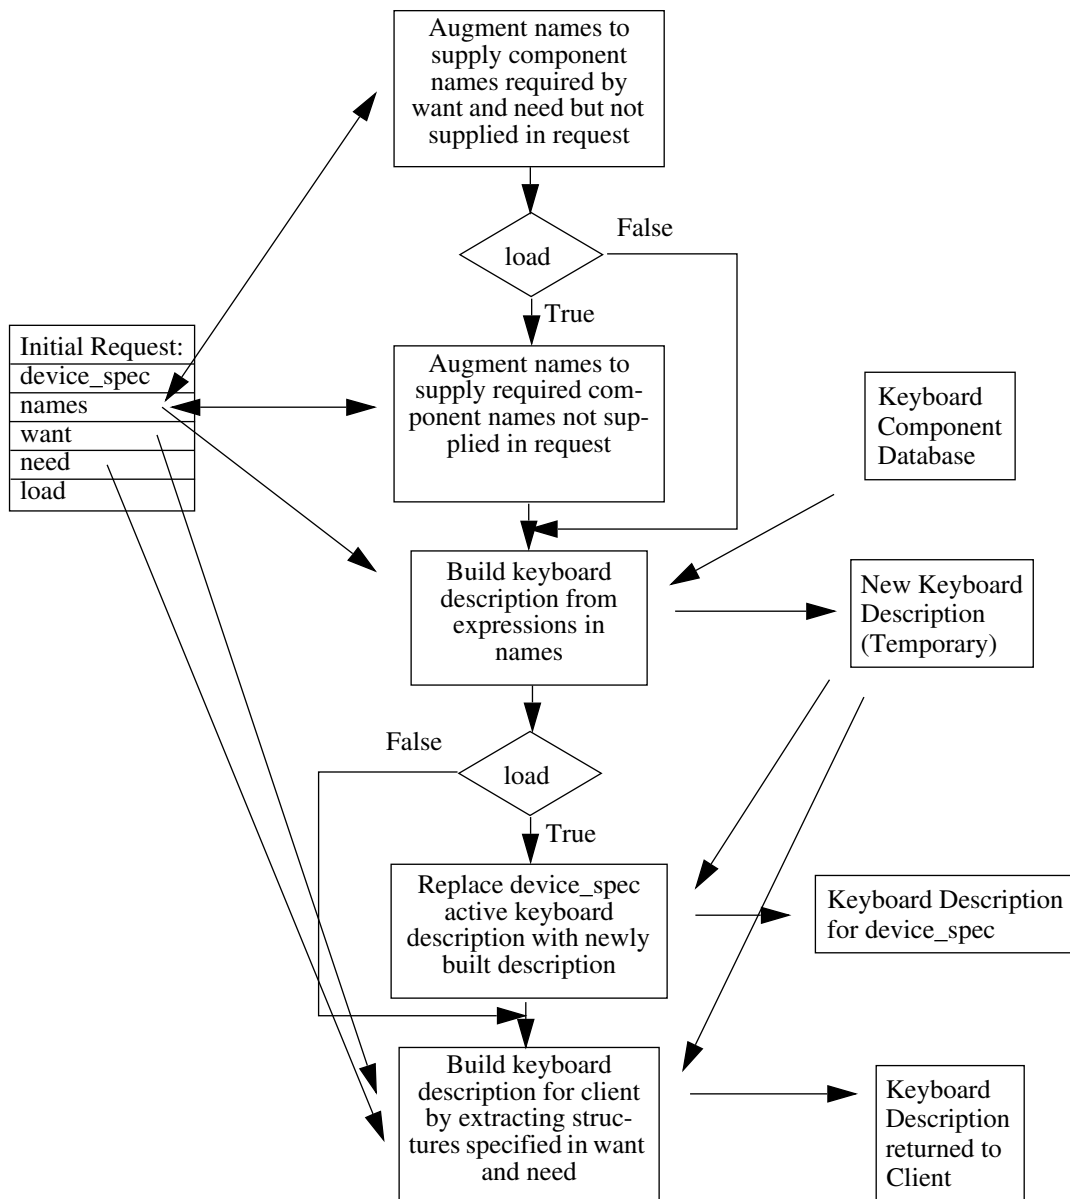 Augment names to
supply component
names required by
want and need but not
supplied in request
load
False
True
Initial Request:
device_spec
names
want
need
load
Augment names to
supply required com-
ponent names not sup-
plied in request
Keyboard
Component
Database
Build keyboard
description from
expressions in
names
New Keyboard
Description
(Temporary)
False
load
True
Replace device_spec
active keyboard
description with newly
built description
Keyboard Description
for device_spec
Build keyboard
description for client
by extracting struc-
tures specified in want
and need
Keyboard
Description
returned to
Client